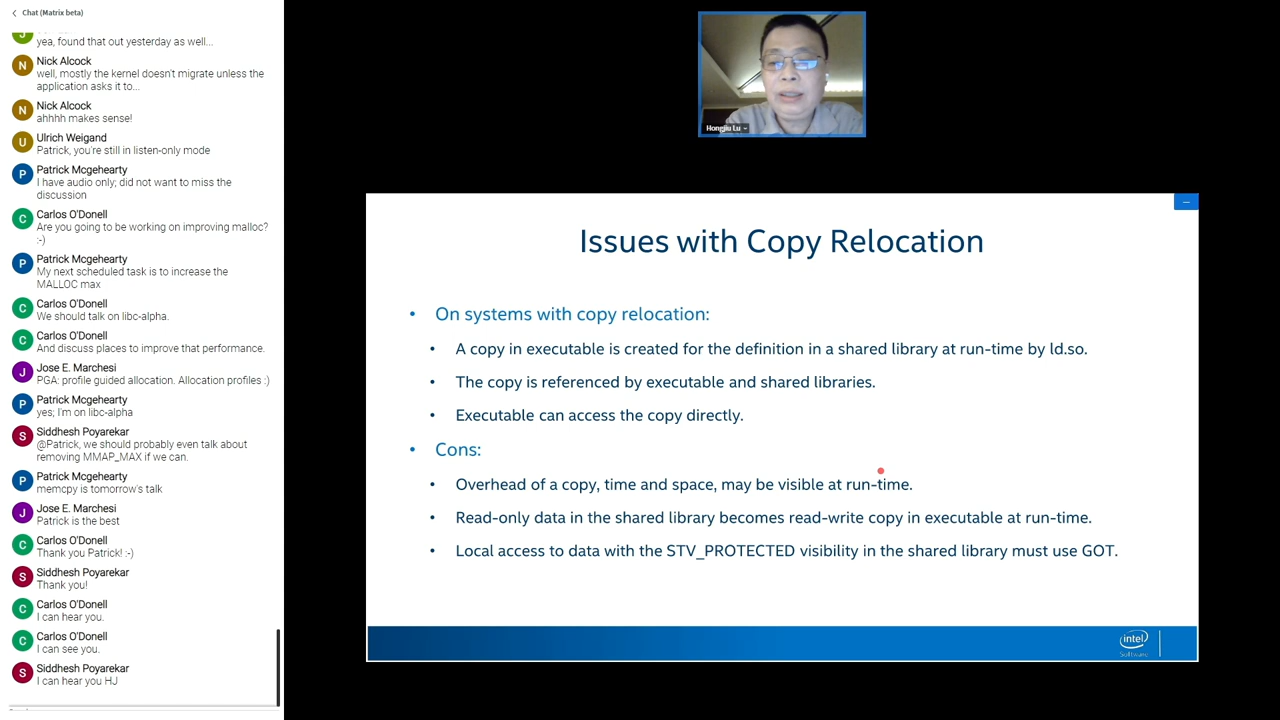 Chat (Matrix beta)
yea, found that out yesterday as well...
N
Nick Alcock
well, mostly the kernel doesn't migrate unless the
application asks it to...
N
Nick Alcock
ahhhh makes sense!
U
Ulrich Weigand
Patrick, you're still in listen-only mode
P
Patrick Mcgehearty
I have audio only; did not want to miss the
discussion
C
Carlos O'Donell
Are you going to be working on improving malloc?
:-)
P
Patrick Mcgehearty
My next scheduled task is to increase the
MALLOC max
C
Carlos O'Donell
We should talk on libc-alpha.
C
Carlos O'Donell
And discuss places to improve that performance.
J
Jose E. Marchesi
PGA: profile guided allocation. Allocation profiles :)
P
Patrick Mcgehearty
yes; I'm on libc-alpha
S
Siddhesh Poyarekar
@Patrick, we should probably even talk about
removing MMAP_MAX if we can.
P
Patrick Mcgehearty
memcpy is tomorrow's talk
J
Jose E. Marchesi
Patrick is the best
C
Carlos O'Donell
Thank you Patrick! :-)
S
Siddhesh Poyarekar
Thank you!
C
Carlos O'Donell
I can hear you.
C
Carlos O'Donell
I can see you.
S
Siddhesh Poyarekar
I can hear you HJ
Hongjiu Lu
Issues with Copy Relocation
• On systems with copy relocation:
• A copy in executable is created for the definition in a shared library at run-time by ld.so.
• The copy is referenced by executable and shared libraries.
• Executable can access the copy directly.
• Cons:
• Overhead of a copy, time and space, may be visible at run-time.
• Read-only data in the shared library becomes read-write copy in executable at run-time.
• Local access to data with the STV_PROTECTED visibility in the shared library must use GOT.
intel
Software